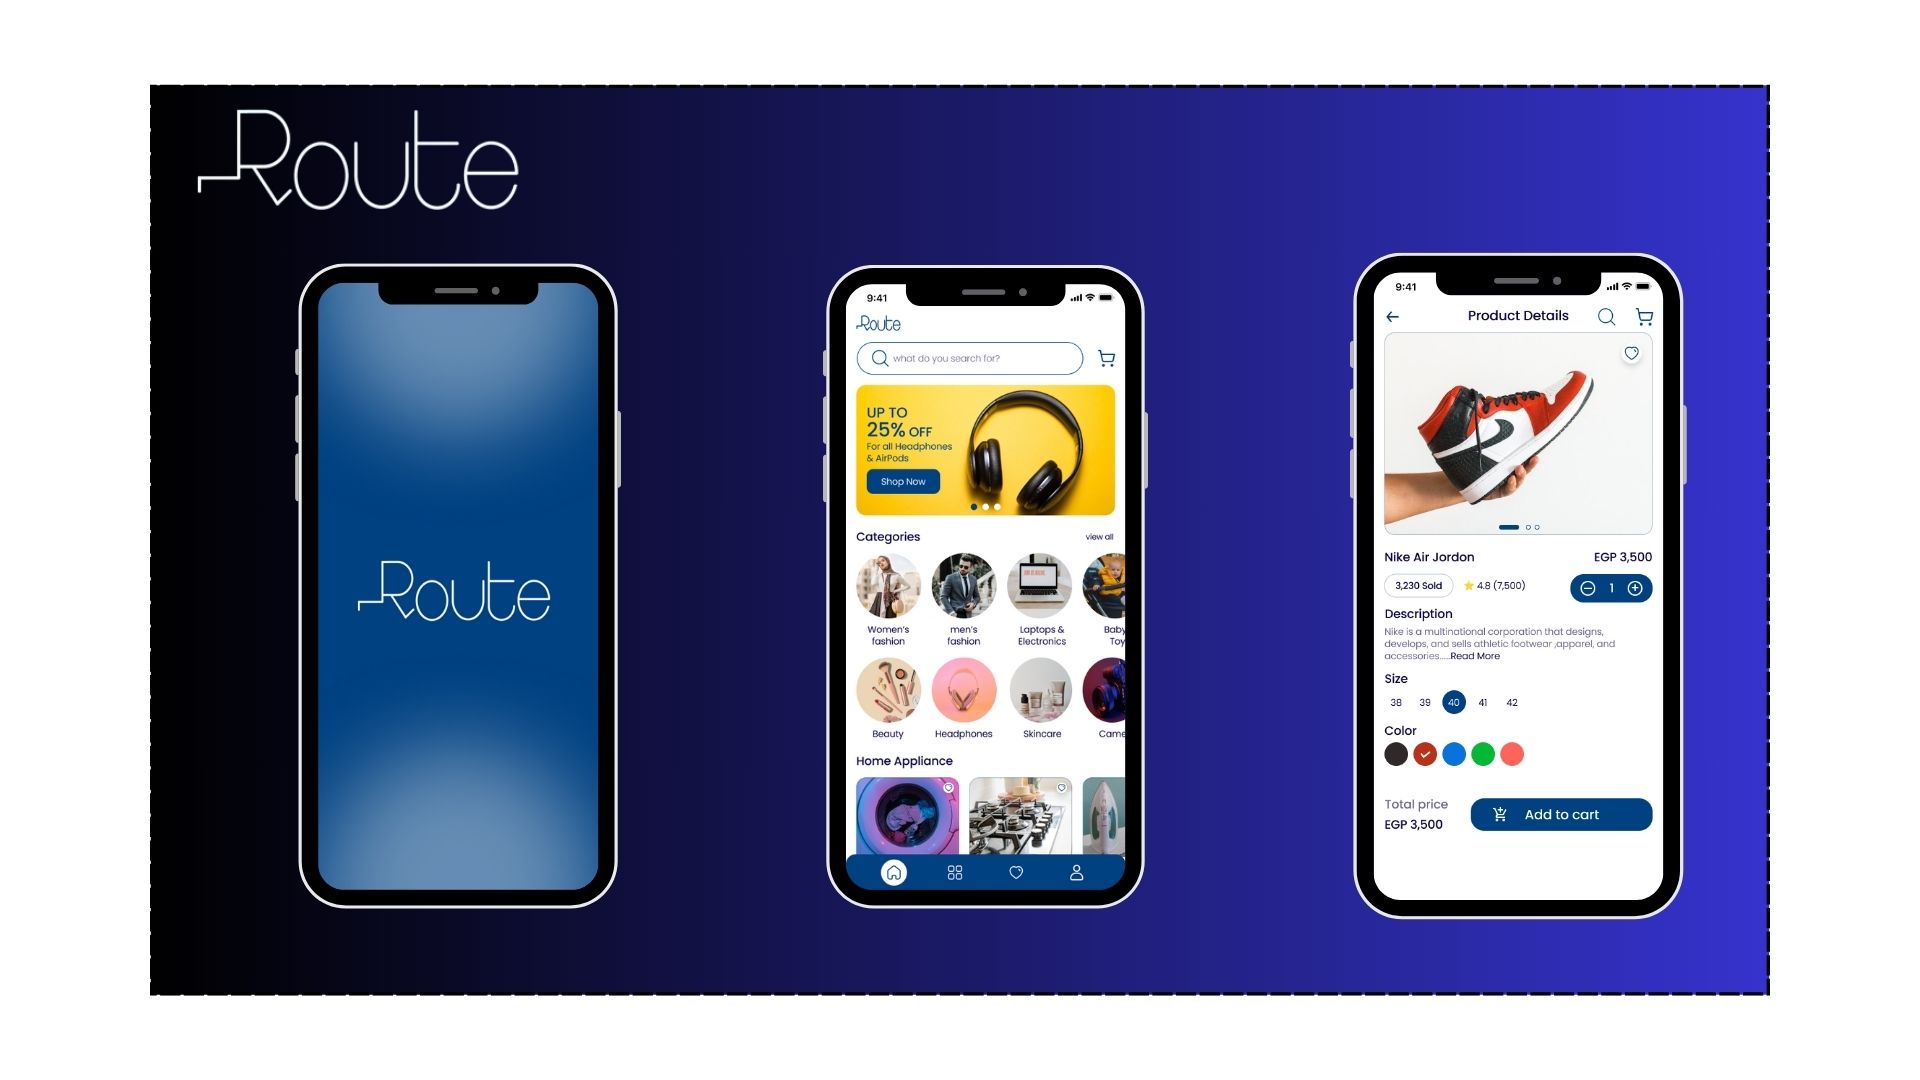 Route
Route
9:41
Route
what do you search for?
UP TO
25% OFF
For all Headphones
& AirPods
Shop Now
Categories
view all
Women's
fashion
men's
fashion
Laptops &
Electronics
Baby
Toy
Beauty
Headphones
Skincare
Came
Home Appliance
9:41
Product Details
Nike Air Jordon
EGP 3,500
3,230 Sold
4.8 (7,500)
1
Description
Nike is a multinational corporation that designs,
develops, and sells athletic footwear ,apparel, and
accessories.....Read More
Size
38 39 40 41 42
Color
Total price
EGP 3,500
Add to cart